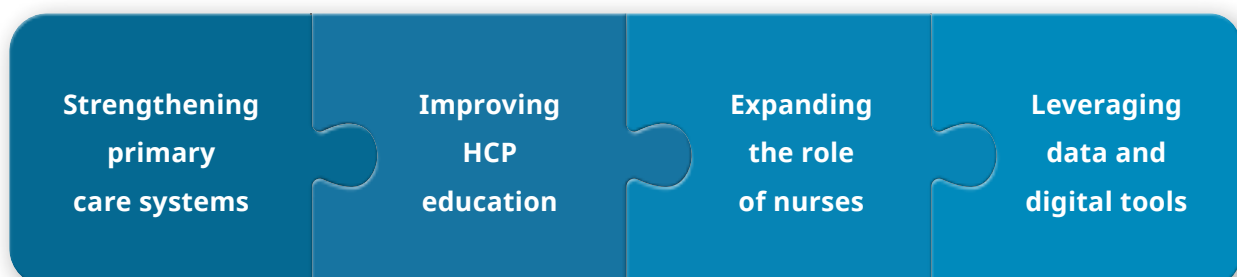 Strengthening
primary
care systems
Improving
HCP
education
Expanding
the role
of nurses
Leveraging
data and
digital tools